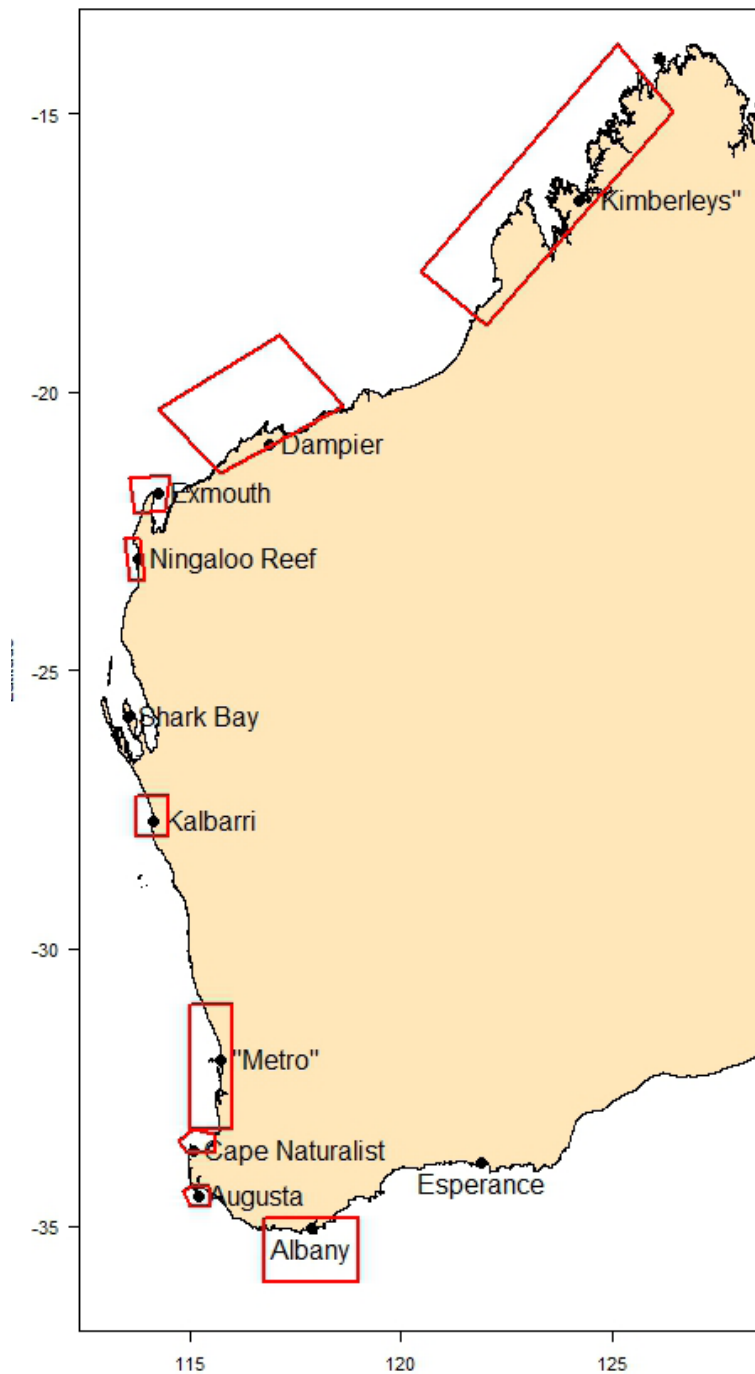 -15
Kimberleys"
-20
Dampier
Exmouth
Ningaloo Reef
-25
Shark Bay
Kalbarri
-30
"Metro"
Cape Naturalist
Esperance
Augusta
-35
Albany
115
120
125